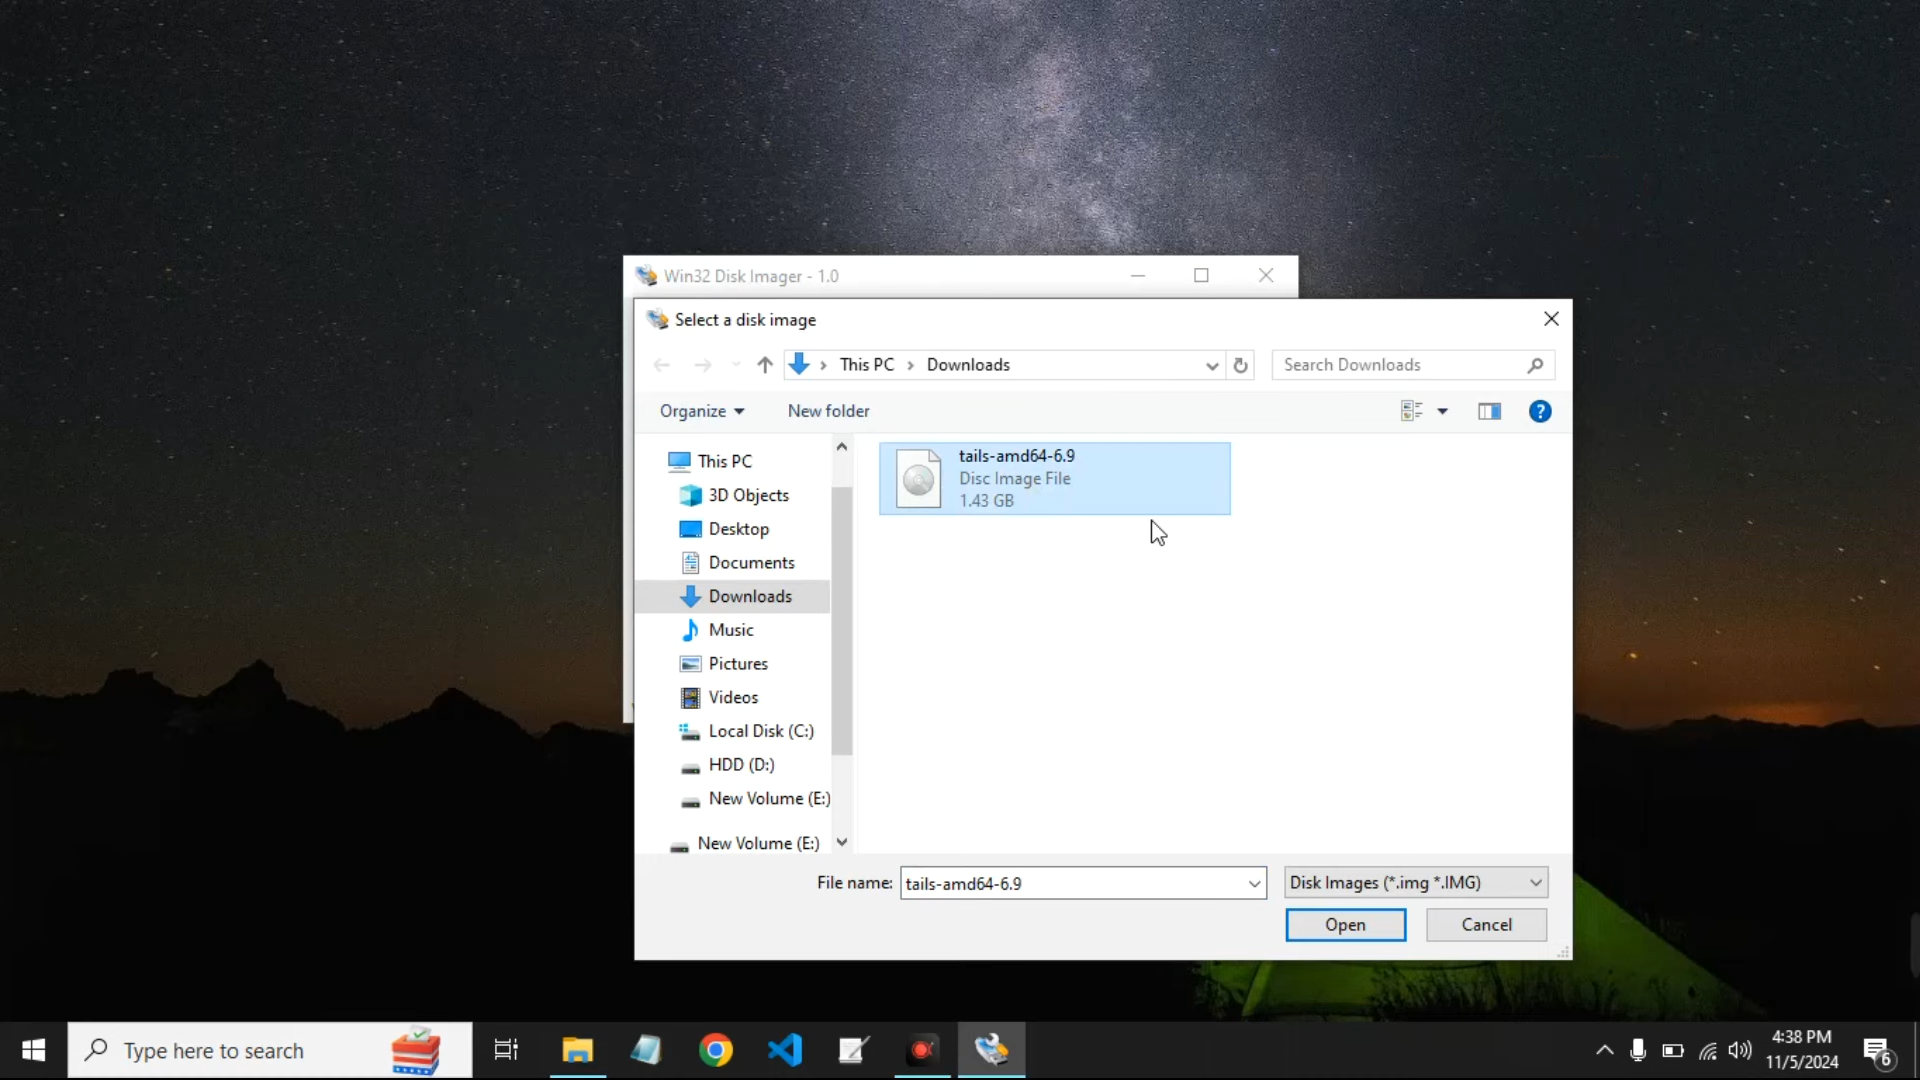 Win32 Disk Imager - 1.0
Select a disk image
This PC
Downloads
Search Downloads
Organize
New folder
?
This PC
3D Objects
Desktop
Documents
Downloads
Music
Pictures
Videos
Local Disk (C:)
HDD (D:)
New Volume (E:)
New Volume (E:)
tails-amd64-6.9
Disc Image File
1.43 GB
File name:
tails-amd64-6.9
Disk Images (*.img *.IMG)
Open
Cancel
Type here to search
4:38 PM
11/5/2024
6